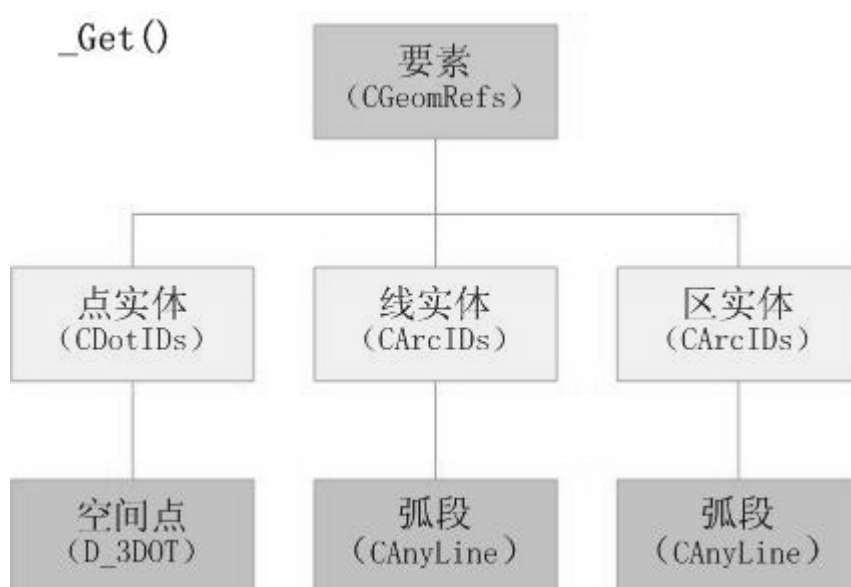 _Get()
要素
(CGeomRefs)
点实体
(CDotIDs)
线实体
(CArcIDs)
区实体
(CArcIDs)
空间点
(D_3DOT)
弧段
(CAnyLine)
弧段
(CAnyLine)